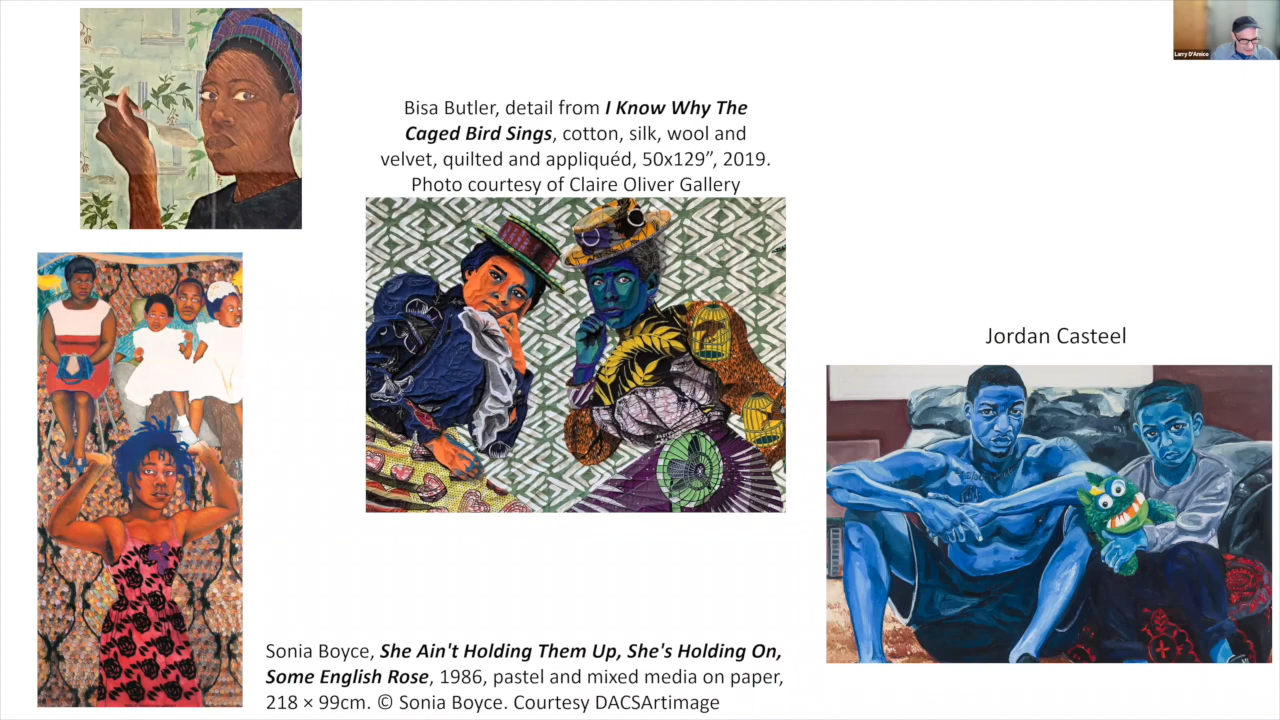 Larry D'Amico
Bisa Butler, detail from I Know Why The
Caged Bird Sings, cotton, silk, wool and
velvet, quilted and appliquéd, 50x129”, 2019.
Photo courtesy of Claire Oliver Gallery
Jordan Casteel
Sonia Boyce, She Ain't Holding Them Up, She's Holding On,
Some English Rose, 1986, pastel and mixed media on paper,
218 × 99cm. © Sonia Boyce. Courtesy DACSArtimage